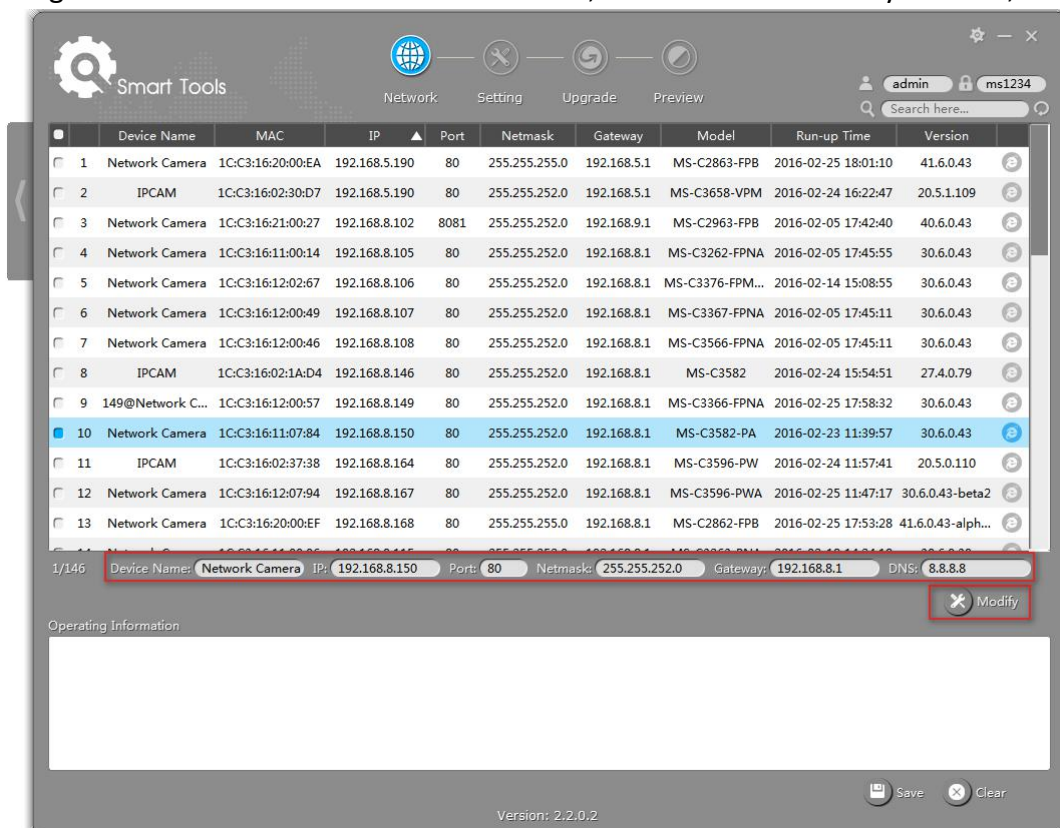 Smart Tools
Network Setting Upgrade Preview
admin ms1234
Search here...
Device Name MAC IP Port Netmask Gateway Model Run-up Time Version
1 Network Camera 1C:C3:16:20:00:EA 192.168.5.190 80 255.255.255.0 192.168.5.1 MS-C2863-FPB 2016-02-25 18:01:10 41.6.0.43
2 IPCAM 1C:C3:16:02:30:D7 192.168.5.190 80 255.255.252.0 192.168.5.1 MS-C3658-VPM 2016-02-24 16:22:47 20.5.1.109
3 Network Camera 1C:C3:16:21:00:27 192.168.8.102 8081 255.255.255.0 192.168.9.1 MS-C2963-FPB 2016-02-05 17:42:40 40.6.0.43
4 Network Camera 1C:C3:16:11:00:14 192.168.8.105 80 255.255.252.0 192.168.8.1 MS-C3262-FPNA 2016-02-05 17:45:55 30.6.0.43
5 Network Camera 1C:C3:16:12:02:67 192.168.8.106 80 255.255.252.0 192.168.8.1 MS-C3376-FPM... 2016-02-14 15:08:55 30.6.0.43
6 Network Camera 1C:C3:16:12:00:49 192.168.8.107 80 255.255.252.0 192.168.8.1 MS-C3367-FPNA 2016-02-05 17:45:11 30.6.0.43
7 Network Camera 1C:C3:16:12:00:46 192.168.8.108 80 255.255.252.0 192.168.8.1 MS-C3566-FPNA 2016-02-05 17:45:11 30.6.0.43
8 IPCAM 1C:C3:16:02:1A:D4 192.168.8.146 80 255.255.252.0 192.168.8.1 MS-C3582 2016-02-24 15:54:51 27.4.0.79
9 149@Network C... 1C:C3:16:12:00:57 192.168.8.149 80 255.255.252.0 192.168.8.1 MS-C3366-FPNA 2016-02-25 17:58:32 30.6.0.43
10 Network Camera 1C:C3:16:11:07:84 192.168.8.150 80 255.255.252.0 192.168.8.1 MS-C3582-PA 2016-02-23 11:39:57 30.6.0.43
11 IPCAM 1C:C3:16:02:37:38 192.168.8.164 80 255.255.252.0 192.168.8.1 MS-C3596-PW 2016-02-24 11:57:41 20.5.0.110
12 Network Camera 1C:C3:16:12:07:94 192.168.8.167 80 255.255.252.0 192.168.8.1 MS-C3596-PWA 2016-02-25 11:47:17 30.6.0.43-beta2
13 Network Camera 1C:C3:16:20:00:EF 192.168.8.168 80 255.255.255.0 192.168.8.1 MS-C2862-FPB 2016-02-25 17:53:28 41.6.0.43-alph...
1/146 Device Name: Network Camera IP: 192.168.8.150 Port: 80 Netmask: 255.255.252.0 Gateway: 192.168.8.1 DNS: 8.8.8.8
Modify
Operating Information
Save Clear
Version: 2.2.0.2